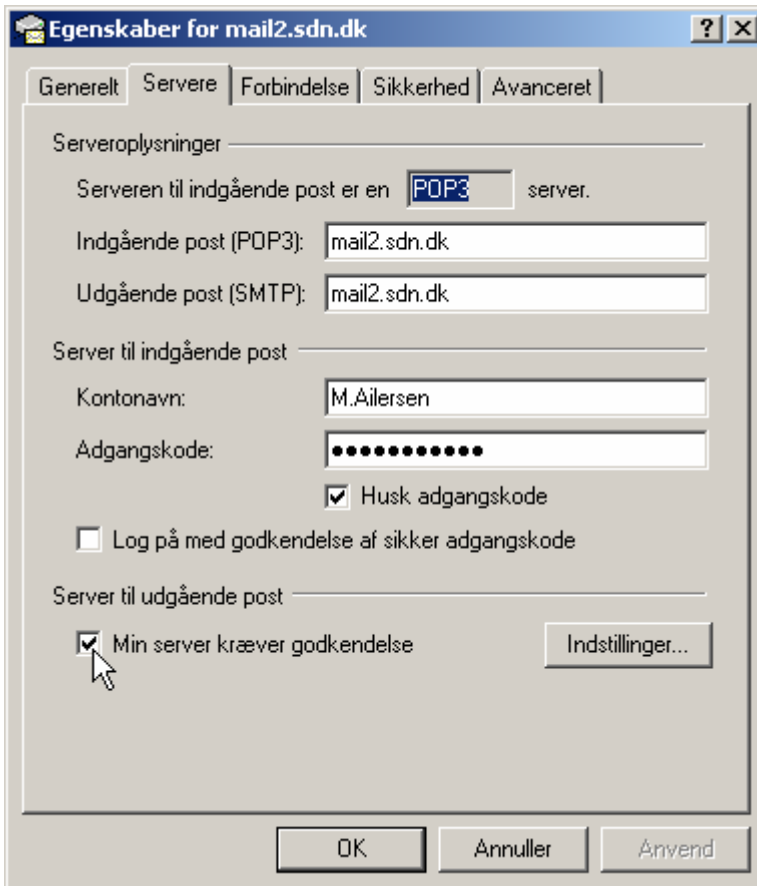 Egenskaber for mail2.sdn.dk
Generelt Servere Forbindelse Sikkerhed Avanceret
Serveroplysninger
Serveren til indgående post er en POP3 server.
Indgående post (POP3): mail2.sdn.dk
Udgående post (SMTP): mail2.sdn.dk
Server til indgående post
Kontonavn: M.Ailersen
Adgangskode: ●●●●●●●●●●●
Husk adgangskode
Log på med godkendelse af sikker adgangskode
Server til udgående post
Min server kræver godkendelse Indstillinger...
OK Annuller Anvend